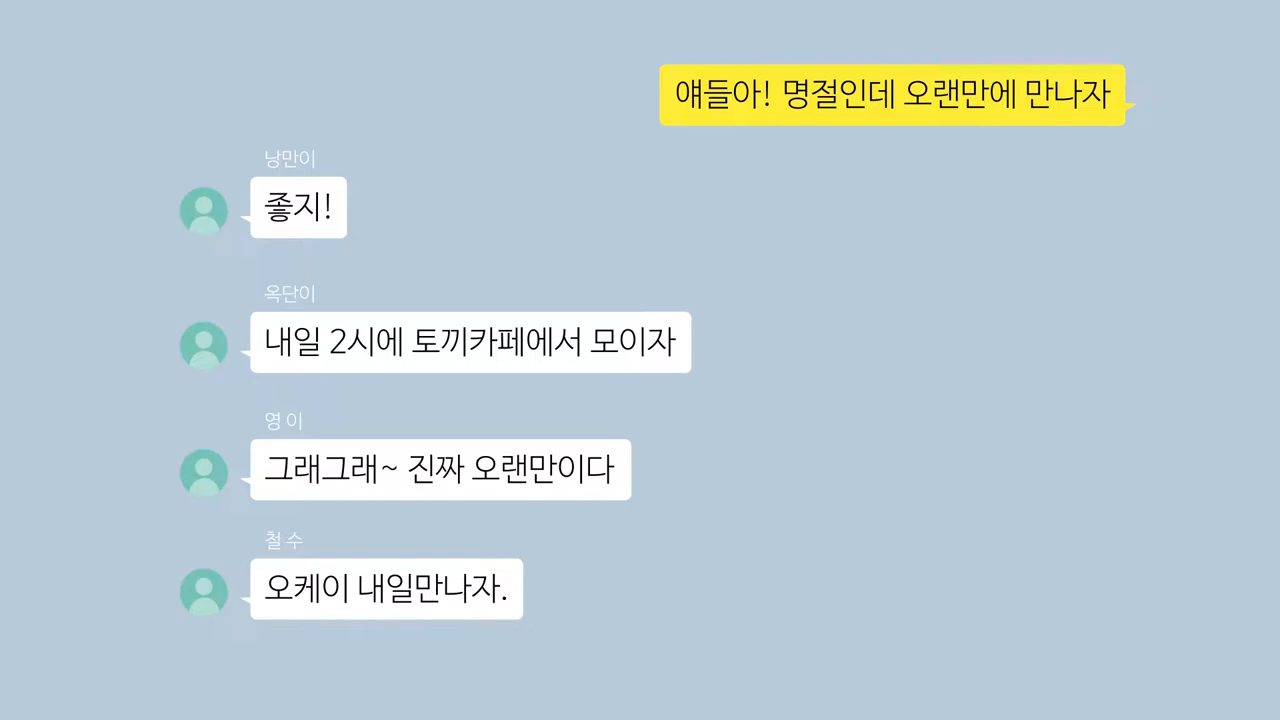 얘들아! 명절인데 오랜만에 만나자
낭만이
좋지!
옥단이
내일 2시에 토끼카페에서 모이자
영 이
그래그래~ 진짜 오랜만이다
철 수
오케이 내일만나자.